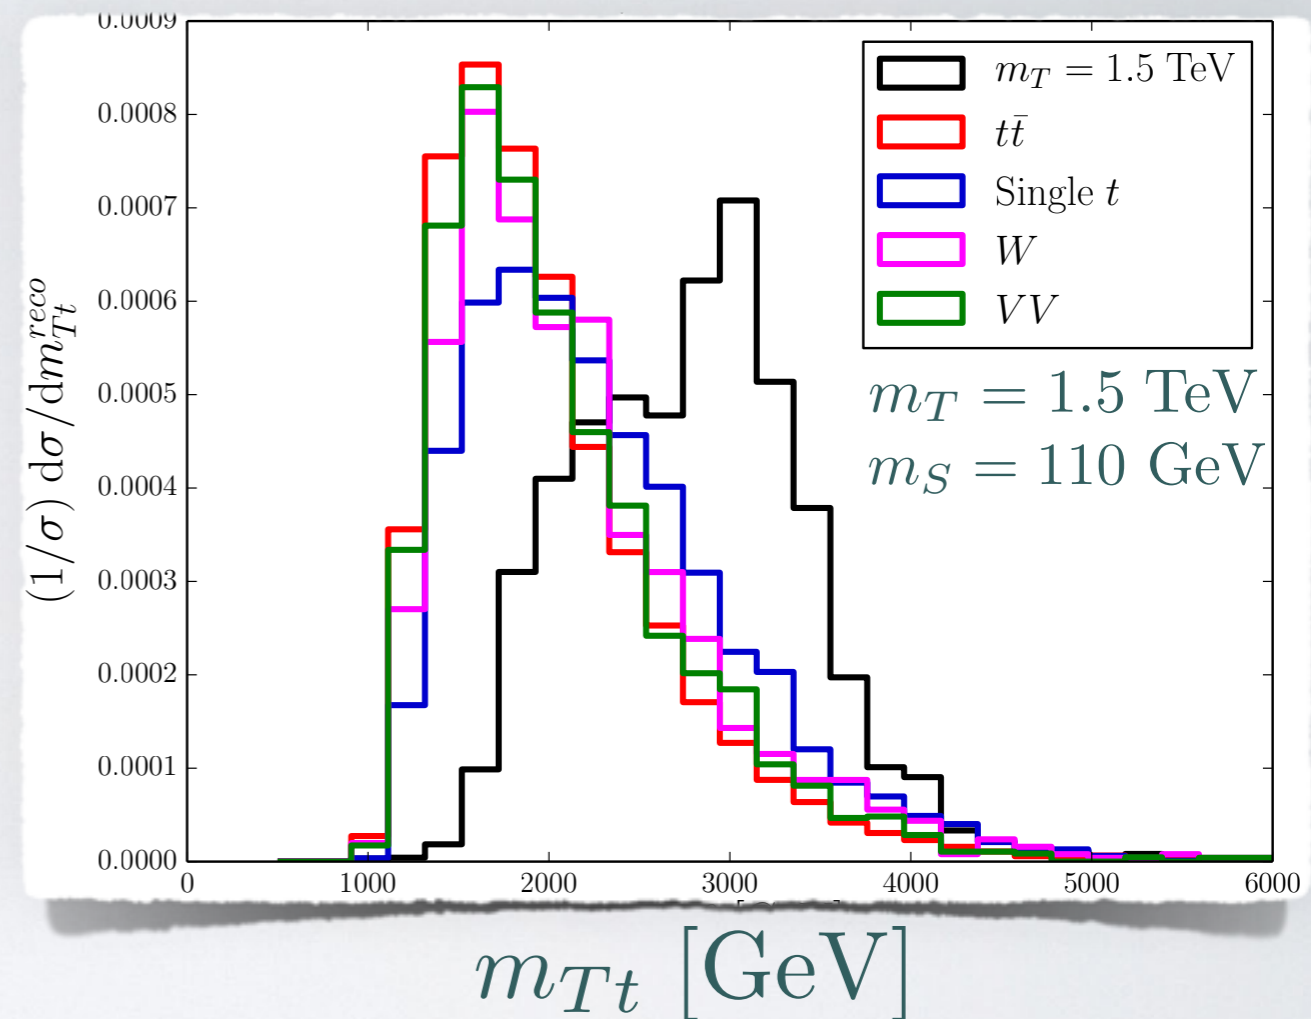 0.0009
0.0008
0.0007
0.0006
0.0005
0.0004
0.0003
0.0002
0.0001
0.0000
(1/σ) dσ/dm_{Tt}^{reco}
m_T = 1.5 TeV
tt̄
Single t
W
VV
m_T = 1.5 TeV
m_S = 110 GeV
0 1000 2000 3000 4000 5000 6000
m_{Tt} [GeV]